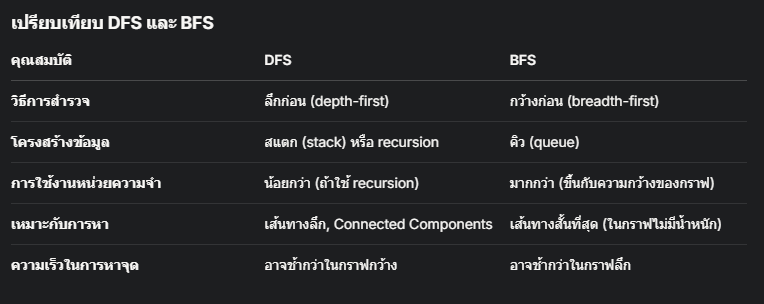 เปรียบเทียบ DFS และ BFS
คุณสมบัติ DFS BFS
วิธีการสำรวจ ลึกก่อน (depth-first) กว้างก่อน (breadth-first)
โครงสร้างข้อมูล สแตก (stack) หรือ recursion คิว (queue)
การใช้งานหน่วยความจำ น้อยกว่า (ถ้าใช้ recursion) มากกว่า (ขึ้นกับความกว้างของกราฟ)
เหมาะกับการหา เส้นทางลึก, Connected Components เส้นทางสั้นที่สุด (ในกราฟไม่มีน้ำหนัก)
ความเร็วในการหาจุด อาจช้ากว่าในกราฟกว้าง อาจช้ากว่าในกราฟลึก